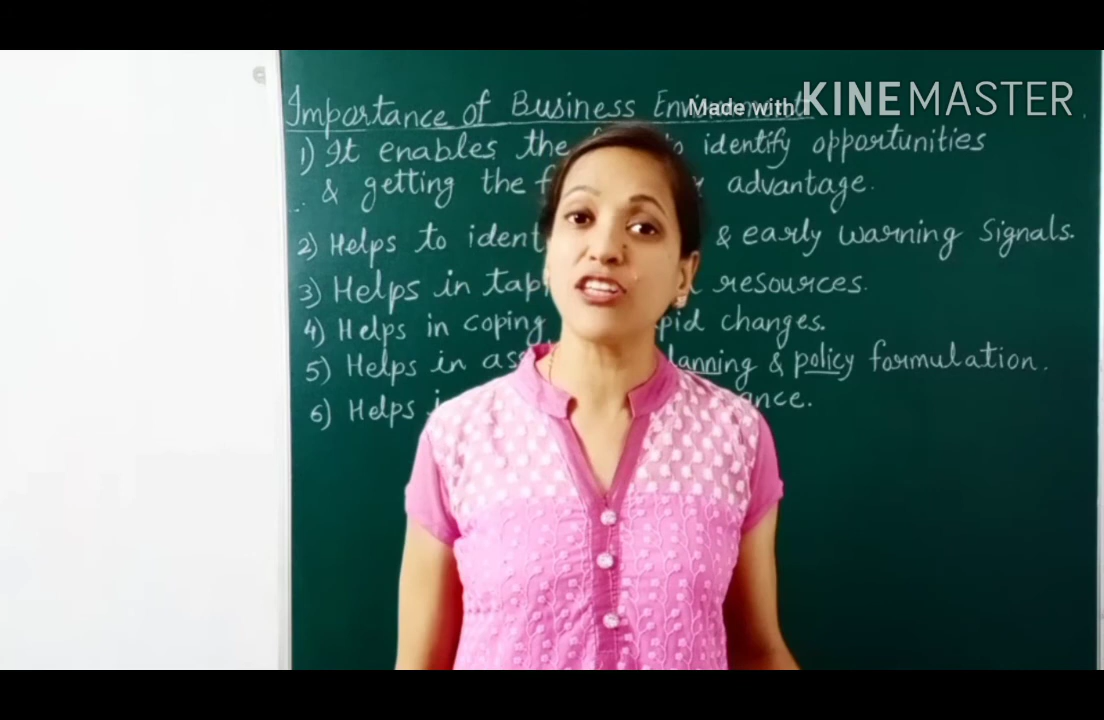 Importance of Business Environment
Made with KINEMASTER
1) It enables the f to identify opportunities
& getting the f r advantage.
2) Helps to ident & early warning Signals.
3) Helps in tap resources.
4) Helps in coping pid changes.
5) Helps in ass lanning & policy formulation.
6) Helps i ance.